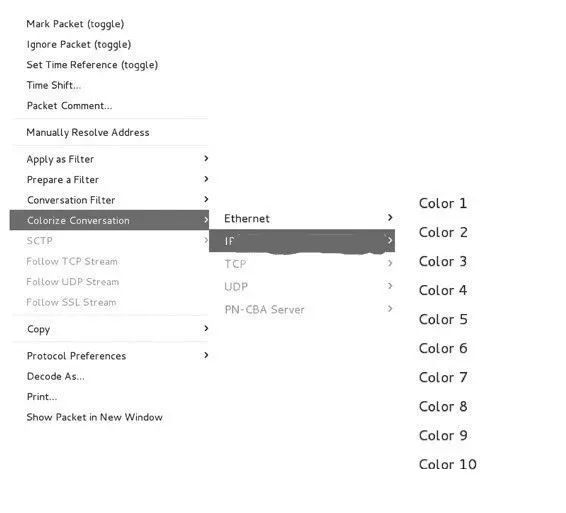 Mark Packet (toggle)
Ignore Packet (toggle)
Set Time Reference (toggle)
Time Shift...
Packet Comment...
Manually Resolve Address
Apply as Filter
Prepare a Filter
Conversation Filter
Colorize Conversation
SCTP
Follow TCP Stream
Follow UDP Stream
Follow SSL Stream
Copy
Protocol Preferences
Decode As...
Print...
Show Packet in New Window
Ethernet
TCP
UDP
PN-CBA Server
Color 1
Color 2
Color 3
Color 4
Color 5
Color 6
Color 7
Color 8
Color 9
Color 10